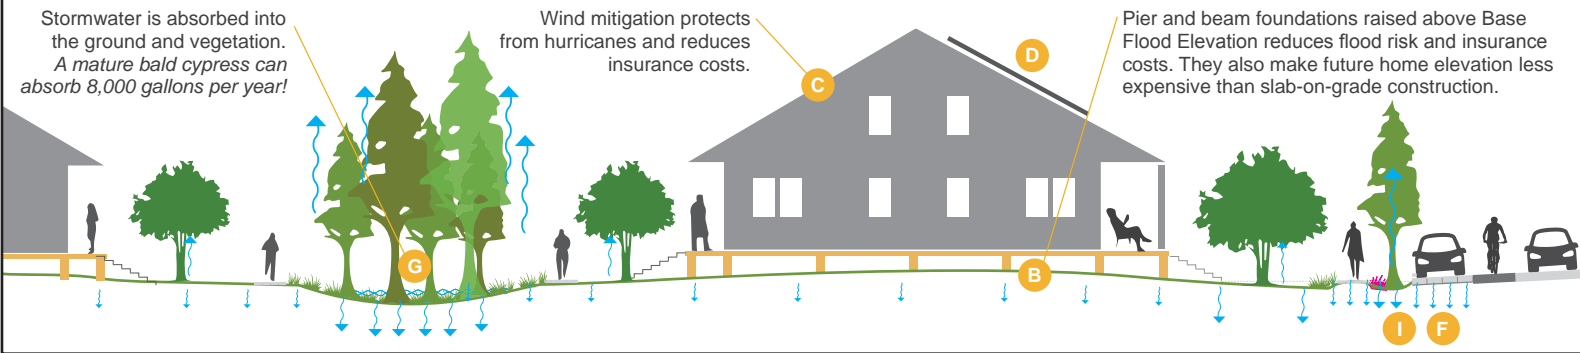 Stormwater is absorbed into
the ground and vegetation.
A mature bald cypress can
absorb 8,000 gallons per year!
Wind mitigation protects
from hurricanes and reduces
insurance costs.
Pier and beam foundations raised above Base
Flood Elevation reduces flood risk and insurance
costs. They also make future home elevation less
expensive than slab-on-grade construction.
D
C
G
B
I
F